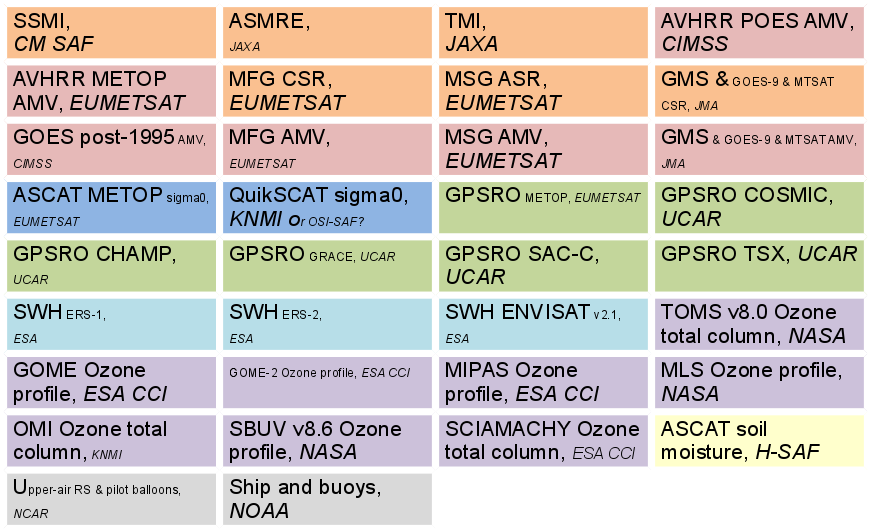 SSMI,
CM SAF
ASMRE,
JAXA
TMI,
JAXA
AVHRR POES AMV,
CIMSS
AVHRR METOP
AMV, EUMETSAT
MFG CSR,
EUMETSAT
MSG ASR,
EUMETSAT
GMS & GOES-9 & MTSAT
CSR, JMA
GOES post-1995 AMV,
CIMSS
MFG AMV,
EUMETSAT
MSG AMV,
EUMETSAT
GMS & GOES-9 & MTSAT AMV,
JMA
ASCAT METOP sigma0,
EUMETSAT
QuikSCAT sigma0,
KNMI or OSI-SAF?
GPSRO METOP, EUMETSAT
GPSRO COSMIC,
UCAR
GPSRO CHAMP,
UCAR
GPSRO GRACE, UCAR
GPSRO SAC-C,
UCAR
GPSRO TSX, UCAR
SWH ERS-1,
ESA
SWH ERS-2,
ESA
SWH ENVISAT v2.1,
ESA
TOMS v8.0 Ozone
total column, NASA
GOME Ozone
profile, ESA CCI
GOME-2 Ozone profile, ESA CCI
MIPAS Ozone
profile, ESA CCI
MLS Ozone profile,
NASA
OMI Ozone total
column, KNMI
SBUV v8.6 Ozone
profile, NASA
SCIAMACHY Ozone
total column, ESA CCI
ASCAT soil
moisture, H-SAF
Upper-air RS & pilot balloons,
NCAR
Ship and buoys,
NOAA